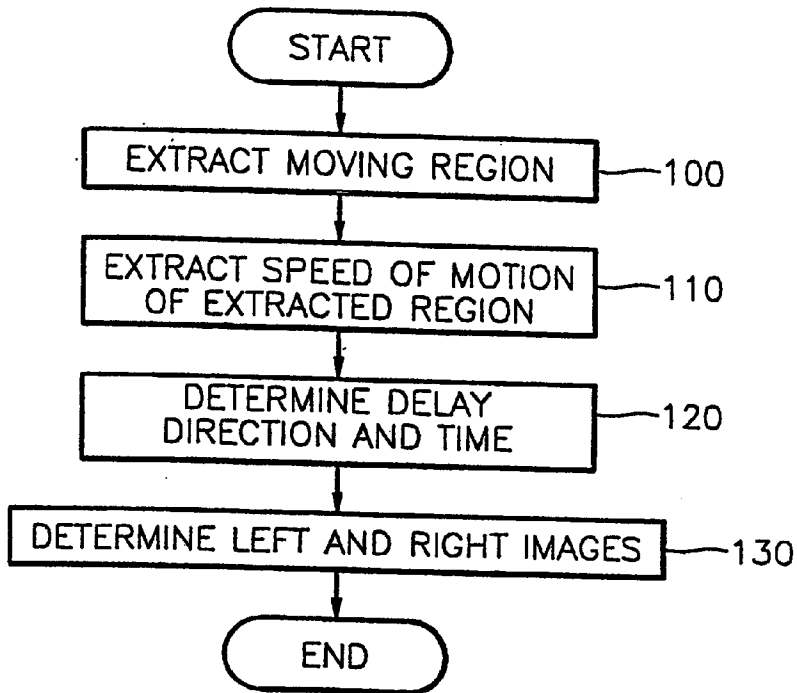 START
EXTRACT MOVING REGION
100
EXTRACT SPEED OF MOTION
OF EXTRACTED REGION
110
DETERMINE DELAY
DIRECTION AND TIME
120
DETERMINE LEFT AND RIGHT IMAGES
130
END